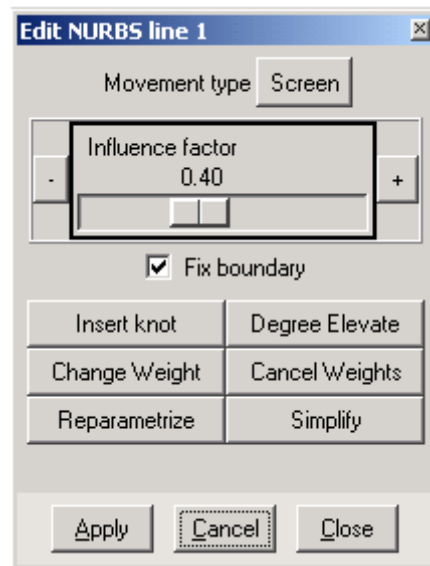 Edit NURBS line 1
Movement type Screen
Influence factor
0.40
- +
Fix boundary
Insert knot Degree Elevate
Change Weight Cancel Weights
Reparametrize Simplify
Apply Cancel Close